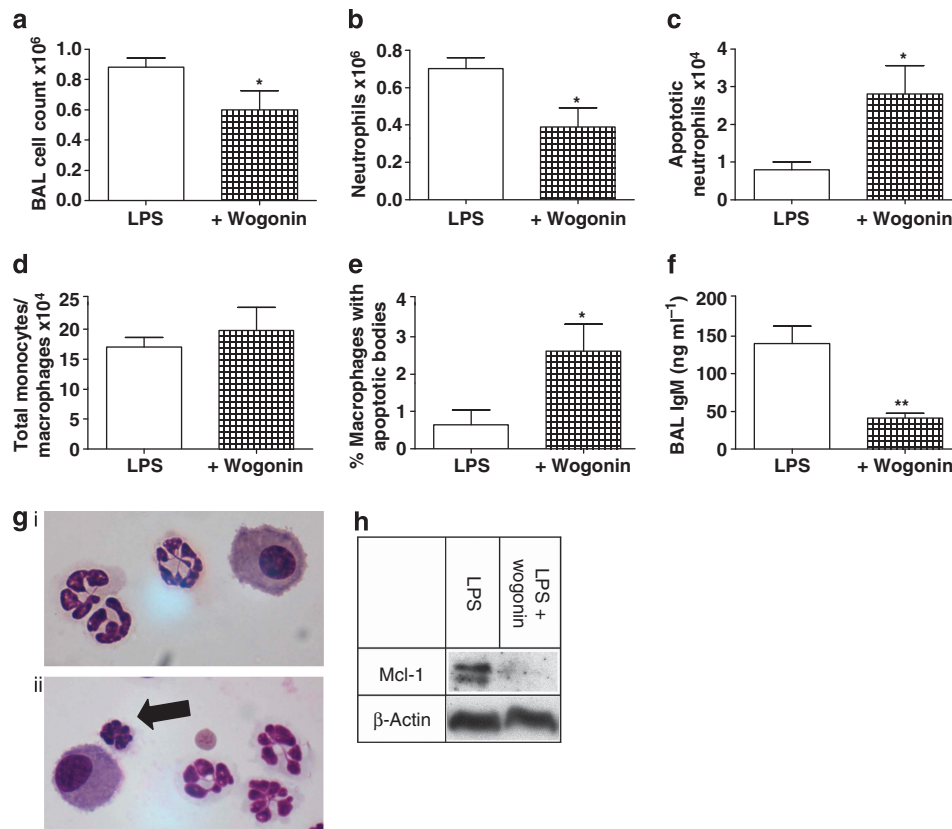 a
BAL cell count x10⁶
1.0
0.8
0.6
0.4
0.2
0.0
*
LPS
+ Wogonin
b
Neutrophils x10⁶
0.8
0.6
0.4
0.2
0.0
*
LPS
+ Wogonin
c
Apoptotic
neutrophils x10⁴
4
3
2
1
0
*
LPS
+ Wogonin
d
Total monocytes/
macrophages x10⁴
25
20
15
10
5
0
LPS
+ Wogonin
e
% Macrophages with
apoptotic bodies
4
3
2
1
0
*
LPS
+ Wogonin
f
BAL IgM (ng ml⁻¹)
200
150
100
50
0
**
LPS
+ Wogonin
g
i
ii
h
LPS
LPS +
wogonin
Mcl-1
β-Actin